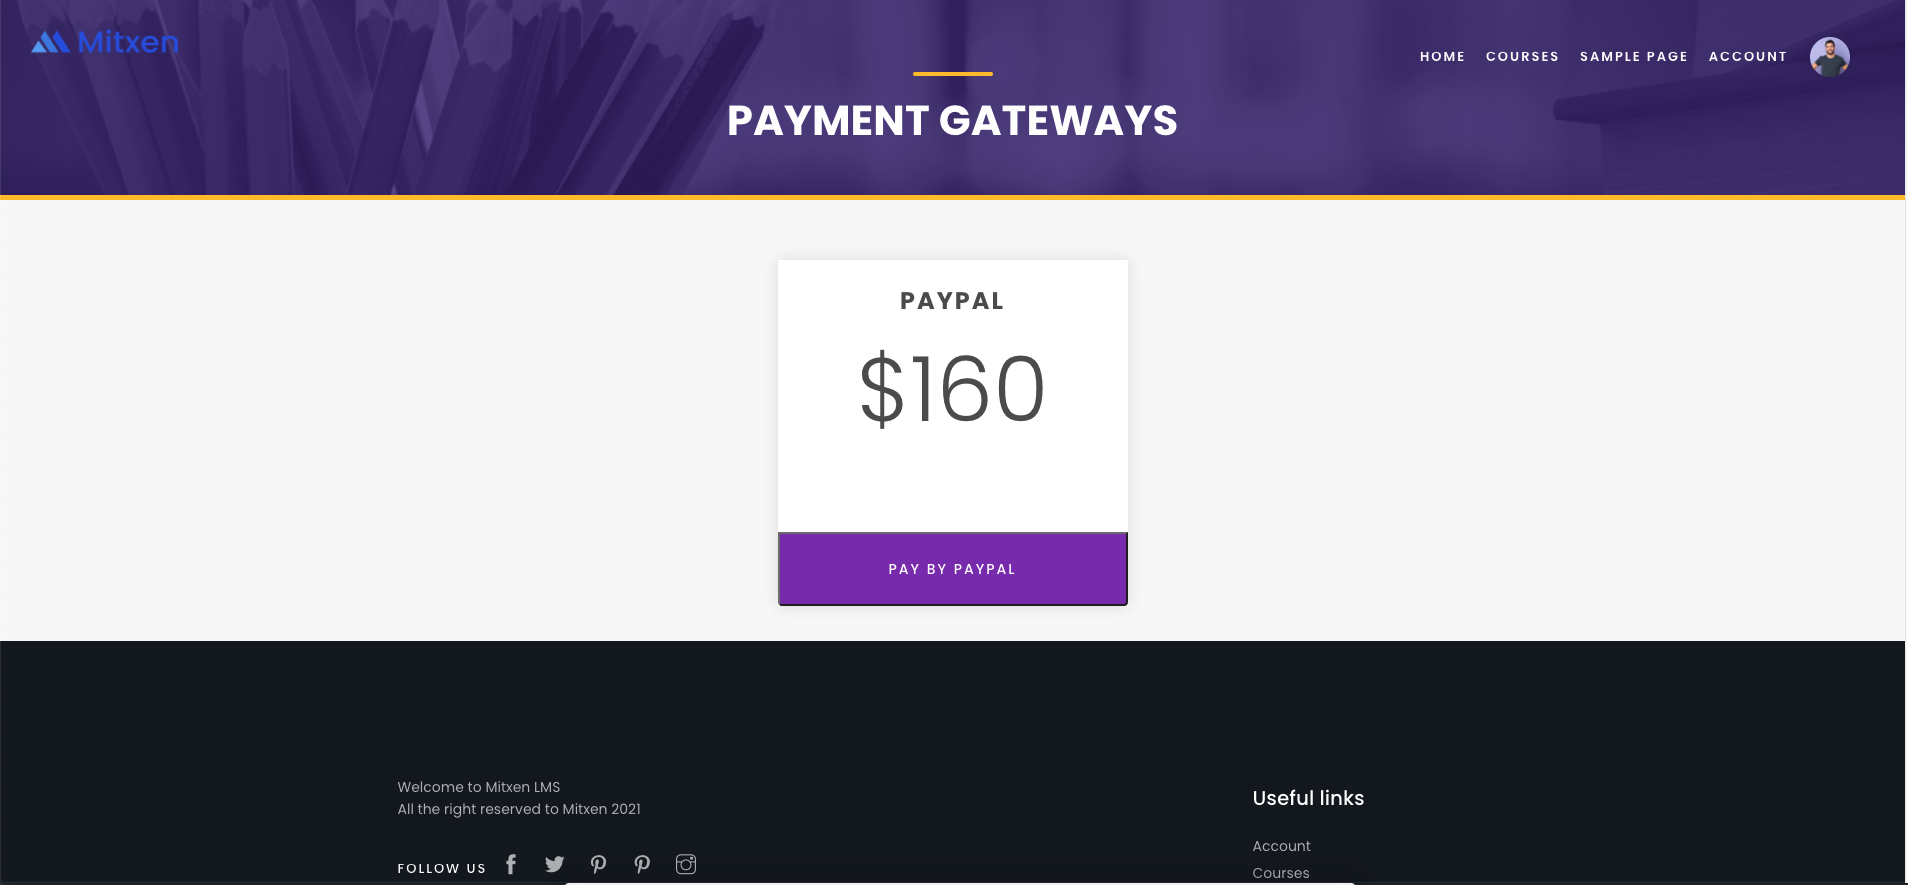 Mitxen
HOME COURSES SAMPLE PAGE ACCOUNT
PAYMENT GATEWAYS
PAYPAL
$160
PAY BY PAYPAL
Welcome to Mitxen LMS
All the right reserved to Mitxen 2021
FOLLOW US
Useful links
Account
Courses